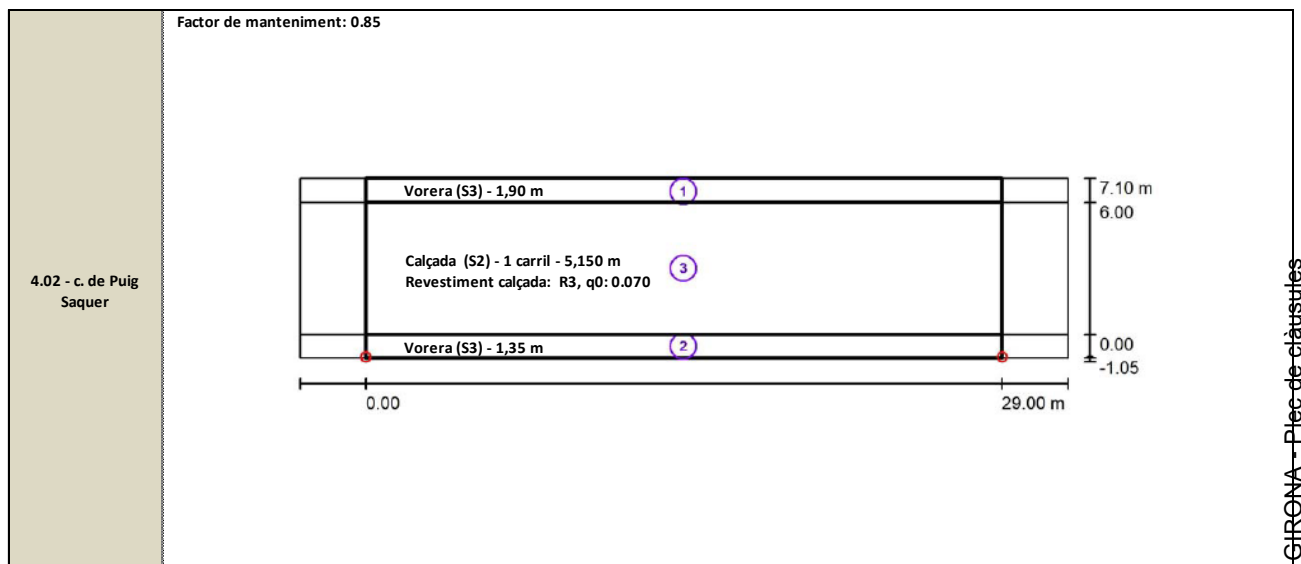 Factor de manteniment: 0.85
4.02 - c. de Puig
Saquer
Vorera (S3) - 1,90 m
1
Calçada (S2) - 1 carril - 5,150 m
Revestiment calçada: R3, q0: 0.070
3
Vorera (S3) - 1,35 m
2
7.10 m
6.00
0.00
-1.05
0.00
29.00 m
GIRONA - Plec de clàusules